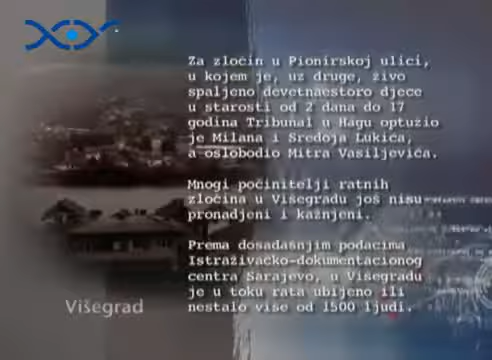 Za zločin u Pionirskoj ulici,
u kojem je, uz druge, živo
spaljeno devetnaestoro djece
u starosti od 2 dana do 17
godina Tribunal u Hagu optužio
je Milana i Sredoja Lukića,
a oslobodio Mitra Vasiljevića.
Mnogi počinitelji ratnih
zločina u Višegradu još nisu
pronadjeni i kažnjeni.
Prema dosadašnjim podacima
Istraživačko-dokumentacionog
centra Sarajevo, u Višegradu
je u toku rata ubijeno ili
nestalo više od 1500 ljudi.
Višegrad